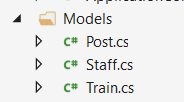 Models
C# Post.cs
C# Staff.cs
C# Train.cs